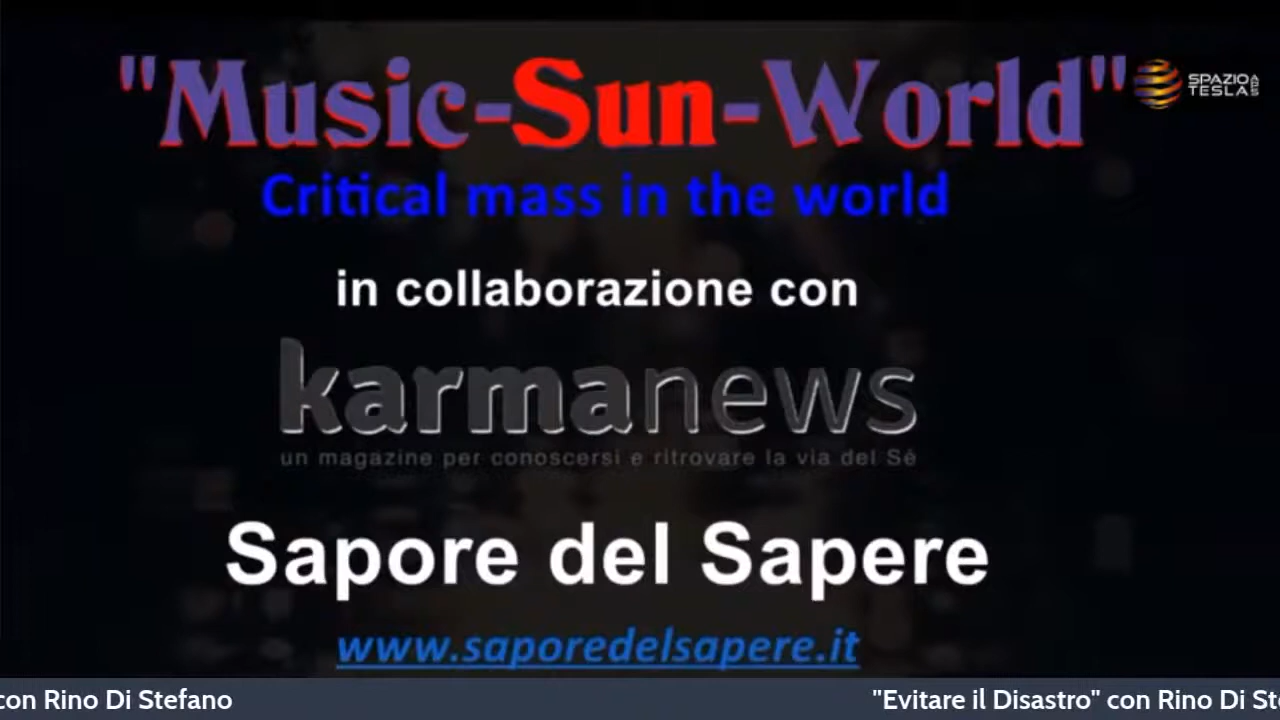 "Music-Sun-World"
SPAZIO
TESLA
Critical mass in the world
in collaborazione con
karmanews
un magazine per conoscersi e ritrovare la via del Sé
Sapore del Sapere
www.saporedelsapere.it
con Rino Di Stefano
"Evitare il Disastro" con Rino Di Ste